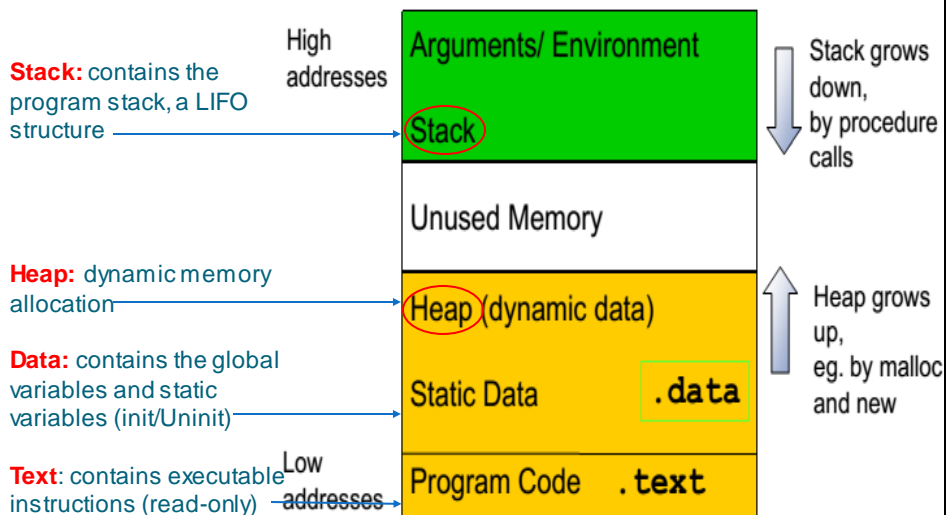 High
addresses
Stack: contains the
program stack, a LIFO
structure
Arguments/ Environment
Stack
Stack grows
down,
by procedure
calls
Unused Memory
Heap: dynamic memory
allocation
Heap (dynamic data)
Heap grows
up,
eg. by malloc
and new
Data: contains the global
variables and static
variables (init/Uninit)
Static Data .data
Text: contains executable
instructions (read-only)
Low
addresses
Program Code .text